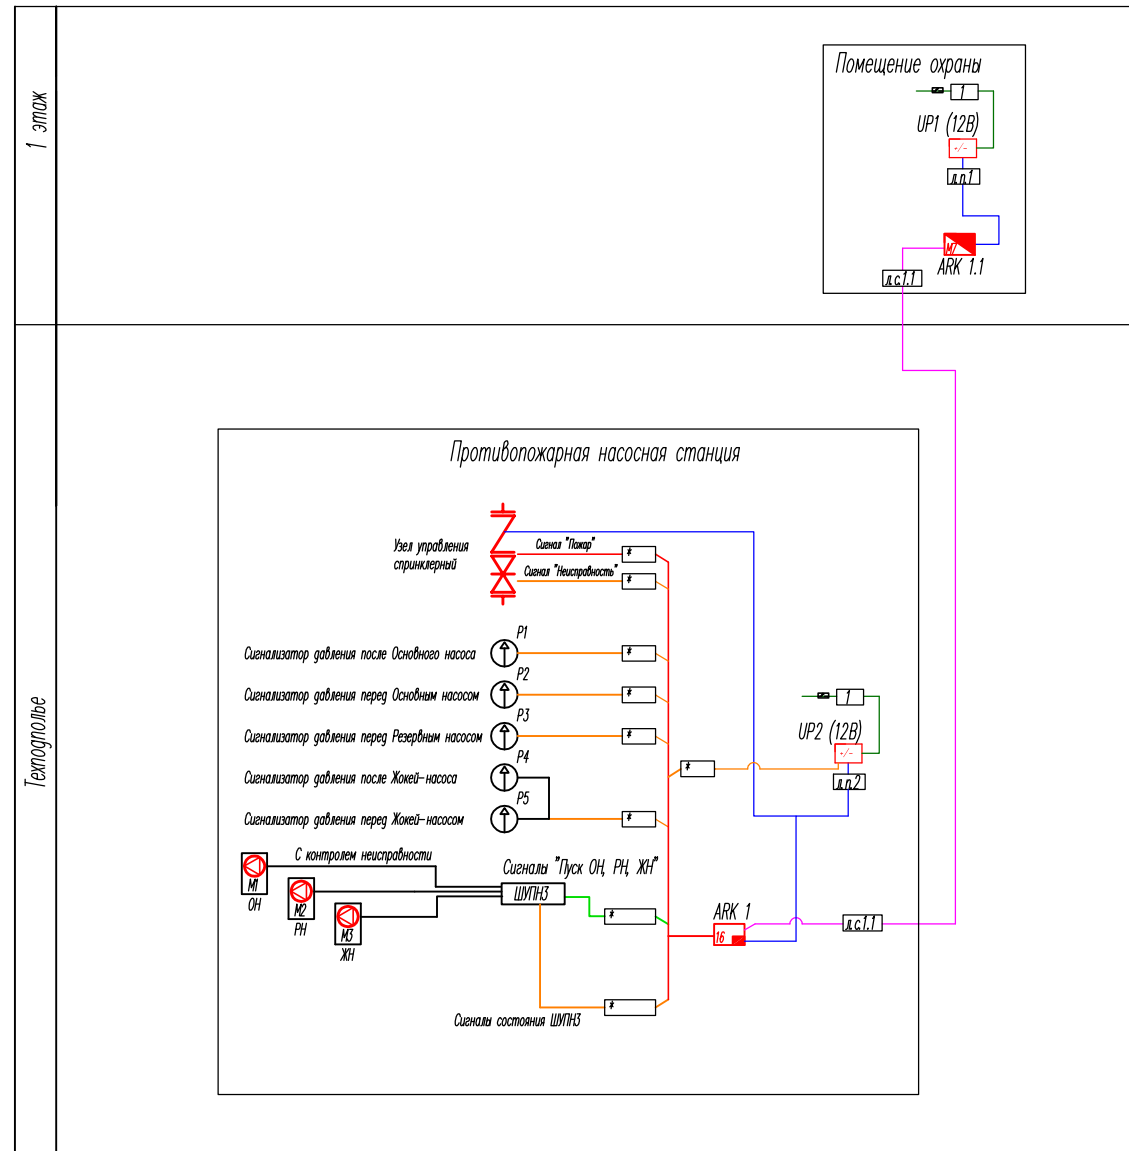 1 этаж
Помещение охраны
1
UP1 (12В)
+/-
л.п.1
М7
ARK 1.1
л.с.1.1
Техподполье
Противопожарная насосная станция
Узел управления
спринклерный
Сигнал "Пожар"
*
Сигнал "Неисправность"
*
P1
Сигнализатор давления после Основного насоса
*
P2
Сигнализатор давления перед Основным насосом
*
P3
Сигнализатор давления перед Резервным насосом
*
P4
Сигнализатор давления после Жокей-насоса
P5
Сигнализатор давления перед Жокей-насосом
*
*
1
UP2 (12В)
+/-
л.п.2
С контролем неисправности
М1
ОН
М2
РН
М3
ЖН
Сигналы "Пуск ОН, РН, ЖН"
ШУПН3
*
ARK 1
16
л.с.1.1
*
Сигналы состояния ШУПН3